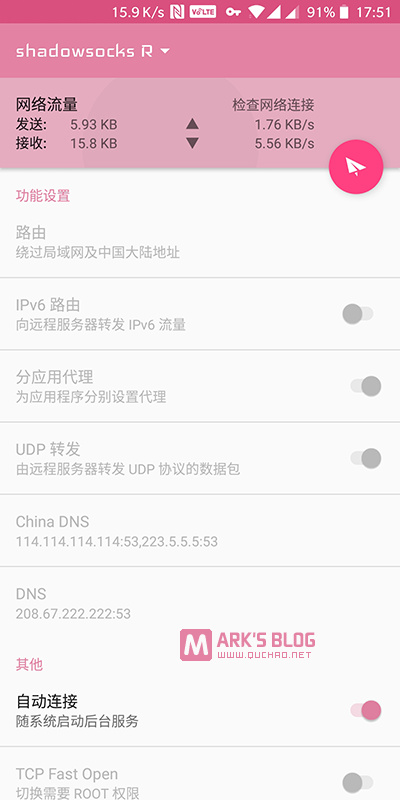 15.9 K/s VoLTE 91% 17:51
shadowsocks R
网络流量 检查网络连接
发送: 5.93 KB ▲ 1.76 KB/s
接收: 15.8 KB ▼ 5.56 KB/s
功能设置
路由
绕过局域网及中国大陆地址
IPv6 路由
向远程服务器转发 IPv6 流量
分应用代理
为应用程序分别设置代理
UDP 转发
由远程服务器转发 UDP 协议的数据包
China DNS
114.114.114.114:53,223.5.5.5:53
DNS
208.67.222.222:53
M ARK'S BLOG
WWW.QUCHAO.NET
其他
自动连接
随系统启动后台服务
TCP Fast Open
切换需要 ROOT 权限